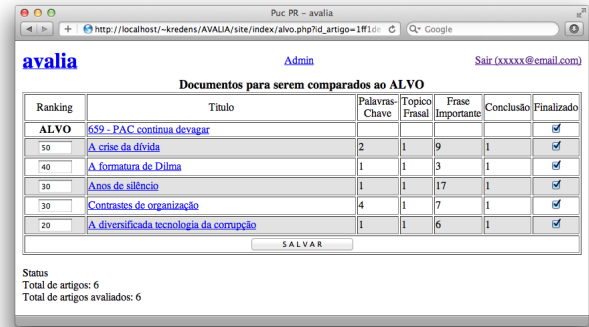 Puc PR - avalia
http://localhost/~kredens/AVALIA/site/index/alvo.php?id_artigo=1ff1de
Google
avalia Admin Sair (xxxxx@email.com)
Documentos para serem comparados ao ALVO
Ranking Titulo Palavras-Chave Topico Frasal Frase Importante Conclusão Finalizado
ALVO 659 - PAC continua devagar
50 A crise da dívida 2 1 9 1
40 A formatura de Dilma 1 1 3 1
30 Anos de silêncio 1 1 17 1
30 Contrastes de organização 4 1 7 1
20 A diversificada tecnologia da corrupção 1 1 6 1
SALVAR
Status
Total de artigos: 6
Total de artigos avaliados: 6